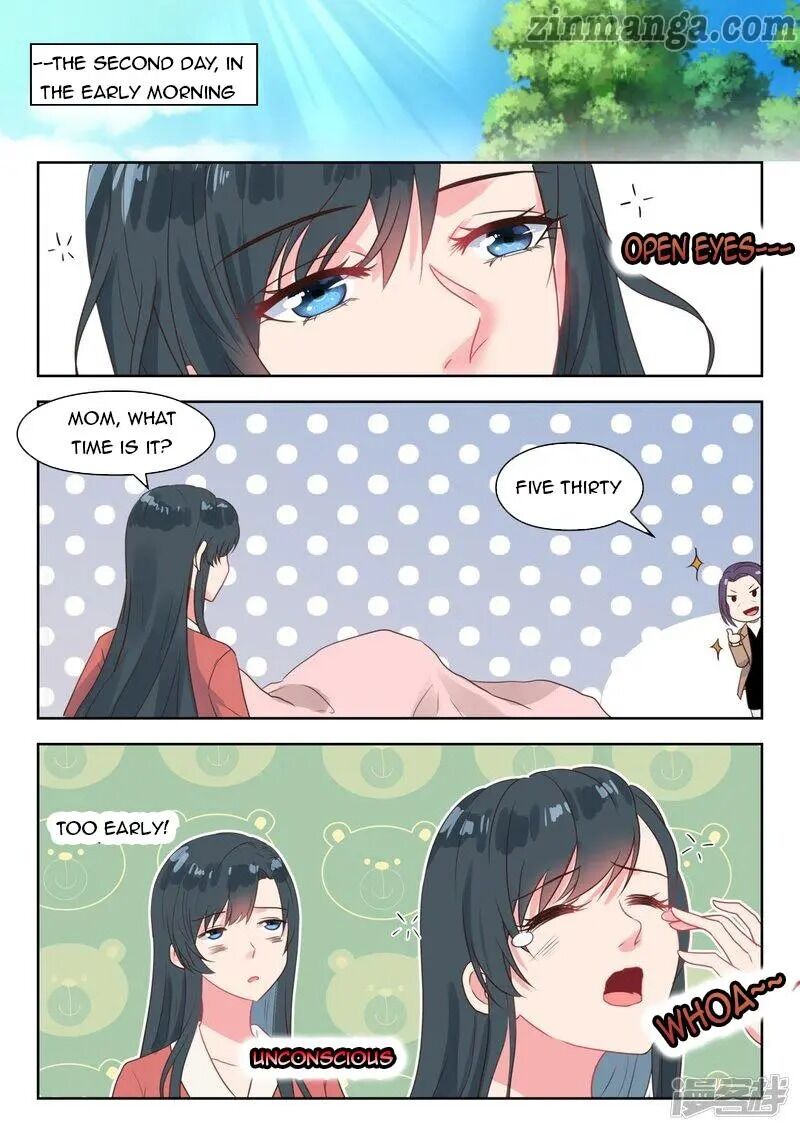 zinmanga.com
--THE SECOND DAY, IN
THE EARLY MORNING
OPEN EYES---
MOM, WHAT
TIME IS IT?
FIVE THIRTY
TOO EARLY!
UNCONSCIOUS
WHOA~~
漫客栈